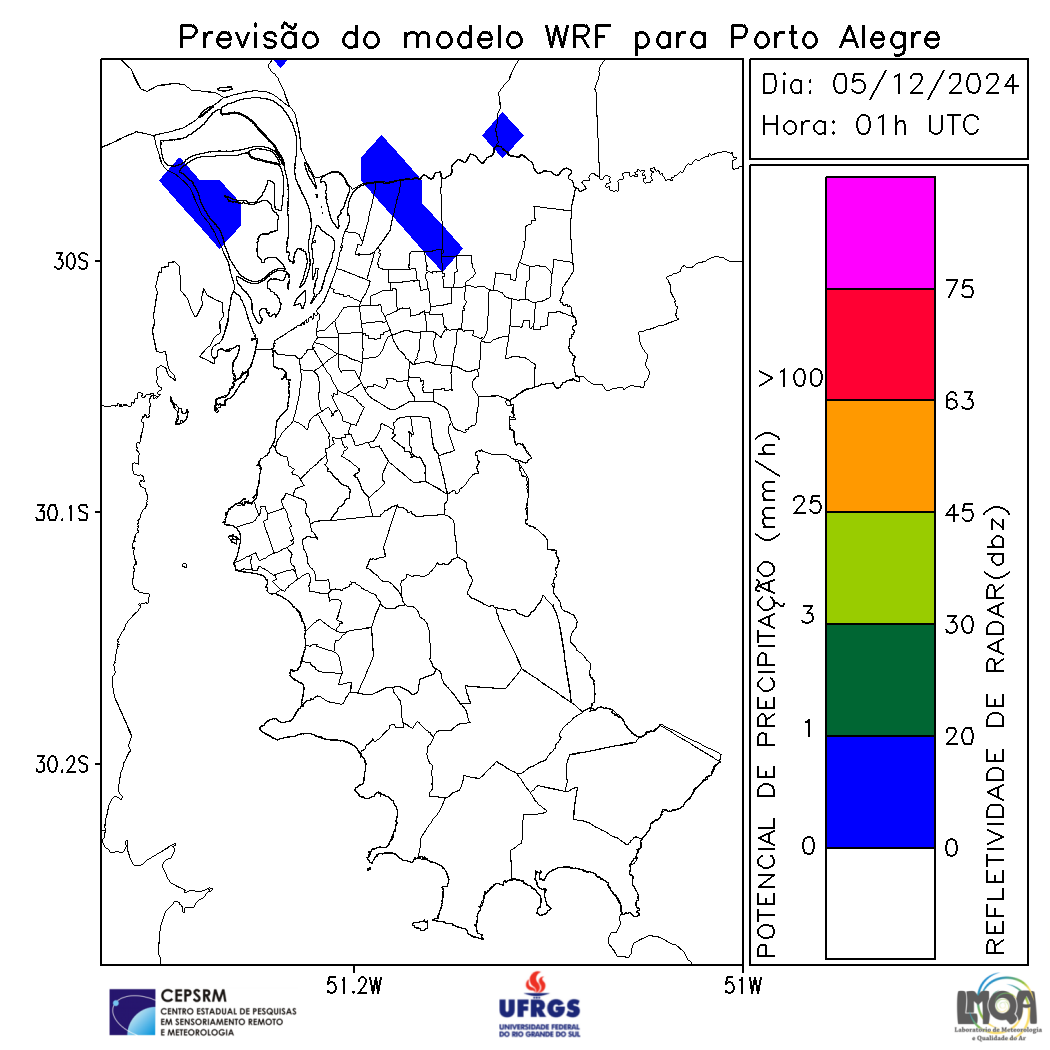 Previsão do modelo WRF para Porto Alegre
Dia: 05/12/2024
Hora: 01h UTC
30S
30.1S
30.2S
51.2W
51W
POTENCIAL DE PRECIPITAÇÃO (mm/h)
>100
25
3
1
0
75
63
45
30
20
0
REFLETIVIDADE DE RADAR(dbz)
CEPSRM
CENTRO ESTADUAL DE PESQUISAS
EM SENSORIAMENTO REMOTO
E METEOROLOGIA
UFRGS
UNIVERSIDADE FEDERAL
DO RIO GRANDE DO SUL
LMQA
Laboratório de Meteorologia
e Qualidade do Ar